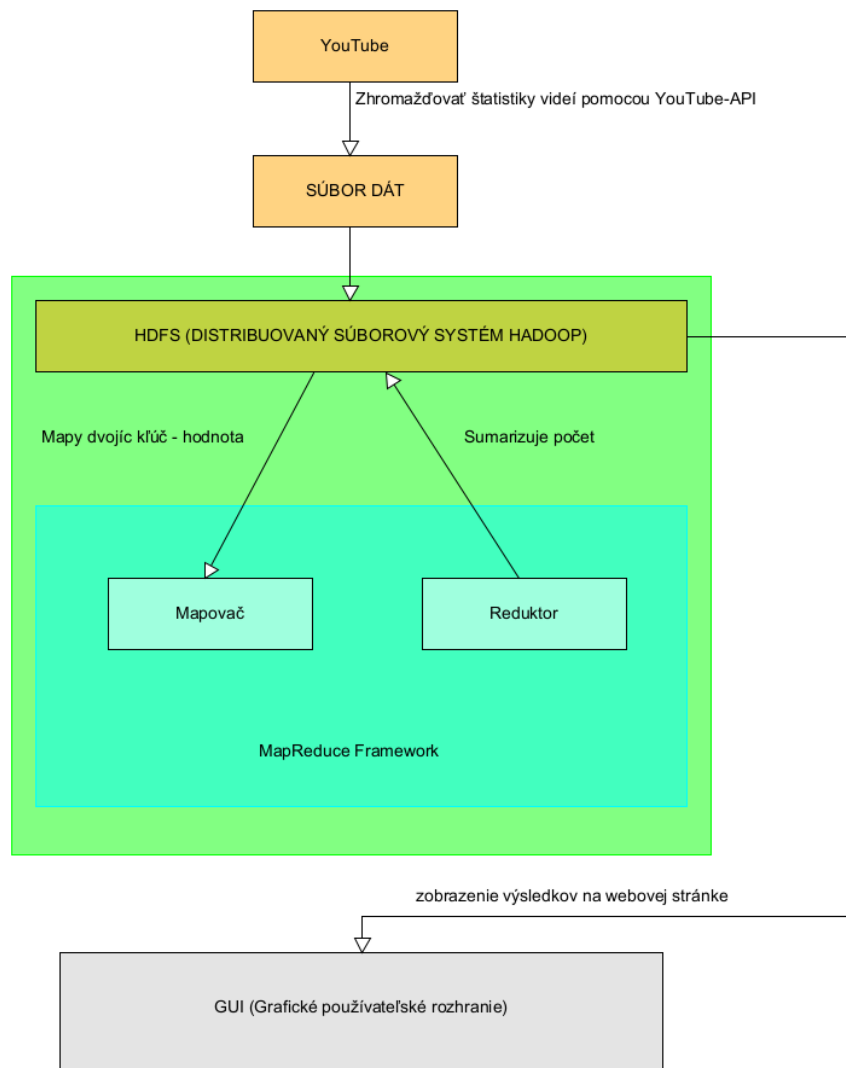 YouTube
Zhromažďovať štatistiky videí pomocou YouTube-API
SÚBOR DÁT
HDFS (DISTRIBUOVANÝ SÚBOROVÝ SYSTÉM HADOOP)
Mapy dvojíc kľúč - hodnota
Sumarizuje počet
Mapovač
Reduktor
MapReduce Framework
zobrazenie výsledkov na webovej stránke
GUI (Grafické používateľské rozhranie)